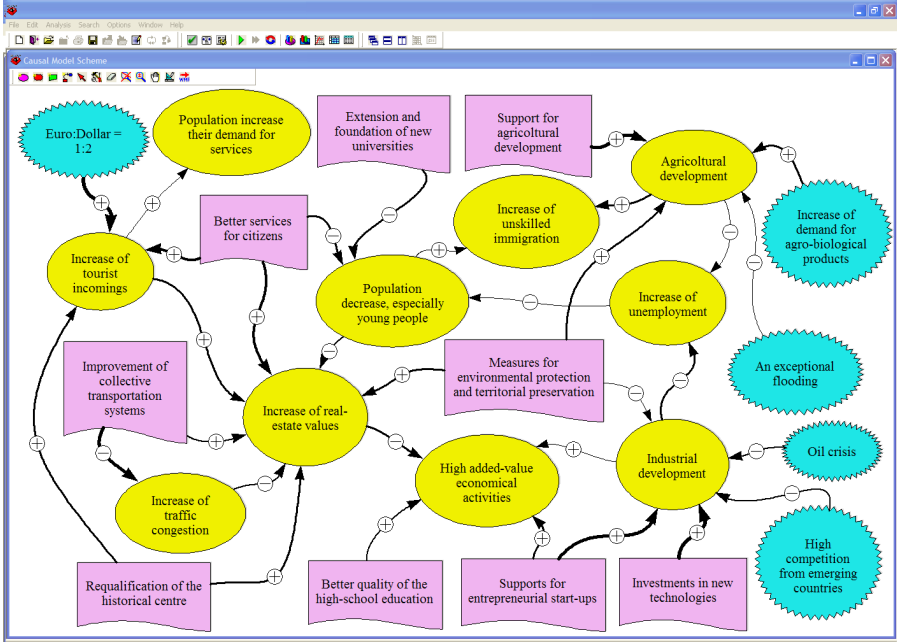 File Edit Analysis Search Options Window Help
Causal Model Scheme
Euro:Dollar =
1:2
Population increase
their demand for
services
Extension and
foundation of new
universities
Support for
agricultural
development
Agricoltural
development
Increase of
demand for
agro-biological
products
Better services
for citizens
Increase of
unskilled
immigration
Increase of
tourist
incomings
Population
decrease, especially
young people
Increase of
unemployment
An exceptional
flooding
Improvement of
collective
transportation
systems
Measures for
environmental protection
and territorial preservation
Increase of real-
estate values
High added-value
economical
activities
Industrial
development
Oil crisis
Increase of
traffic
congestion
High
competition
from emerging
countries
Requalification of the
historical centre
Better quality of the
high-school education
Supports for
entrepreneurial start-ups
Investments in new
technologies